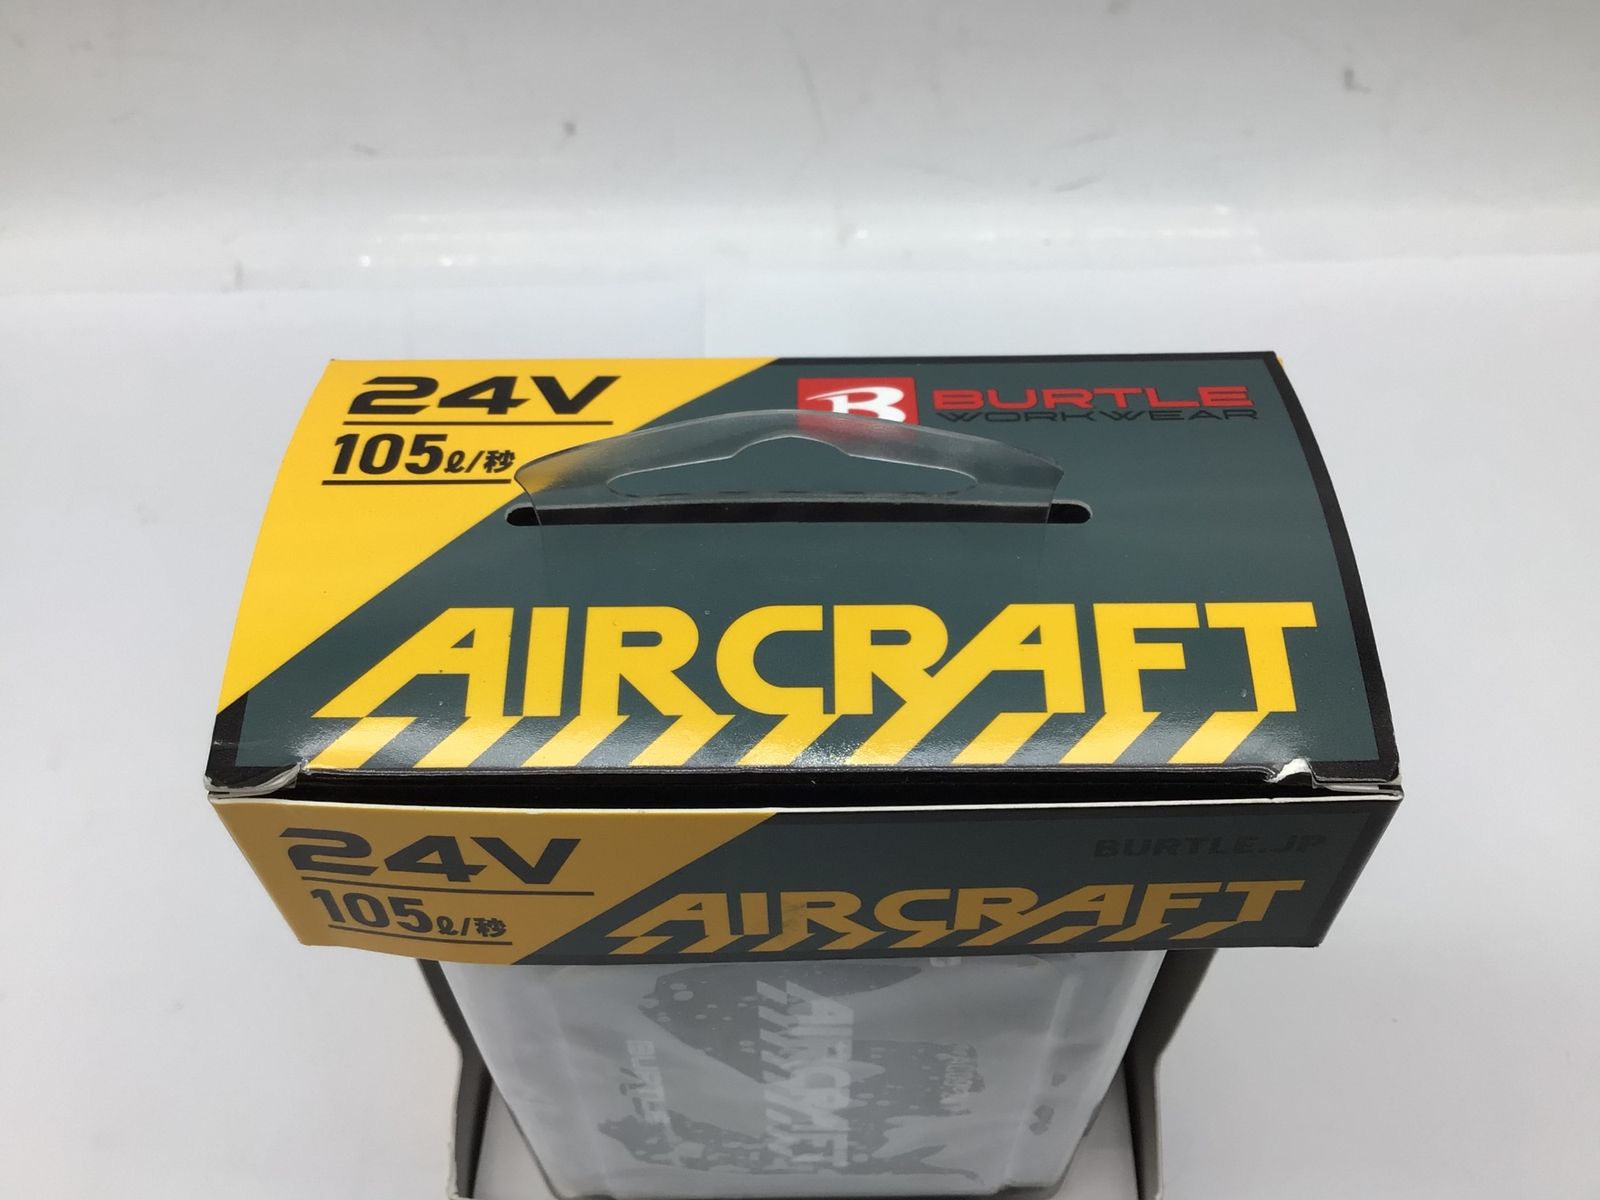 24V
105ℓ/秒
B BURTLE
WORKWEAR
AIRCRAFT
24V
105ℓ/秒
BURTLE.JP
AIRCRAFT
AIRCRAFT
BURTLE